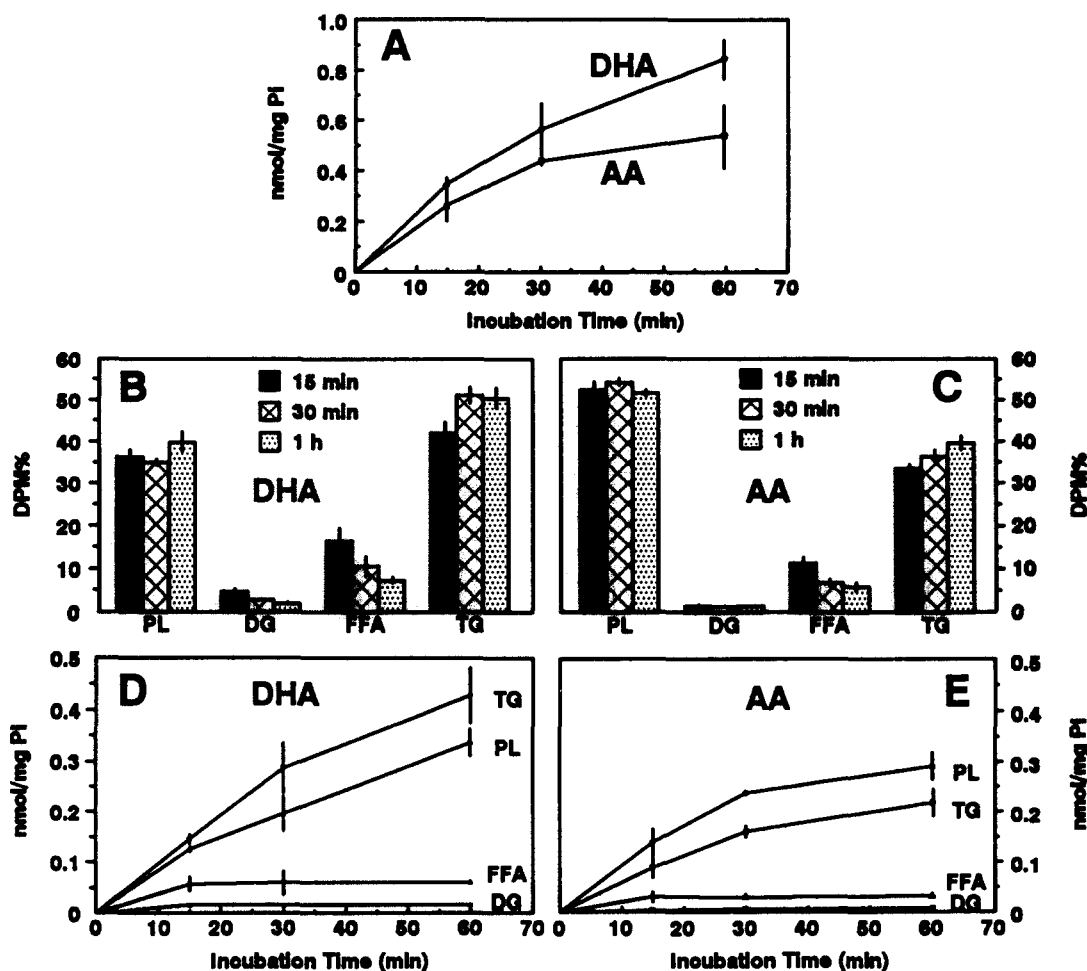 A
DHA
AA
nmol/mg Pi
1.0
0.8
0.6
0.4
0.2
0
0 10 20 30 40 50 60 70
Incubation Time (min)
B
15 min
30 min
1 h
DHA
DPM%
60
50
40
30
20
10
0
PL DG FFA TG
C
15 min
30 min
1 h
AA
DPM%
60
50
40
30
20
10
0
PL DG FFA TG
D
DHA
TG
PL
FFA
DG
nmol/mg Pi
0.5
0.4
0.3
0.2
0.1
0
0 10 20 30 40 50 60 70
Incubation Time (min)
E
AA
PL
TG
FFA
DG
nmol/mg Pi
0.5
0.4
0.3
0.2
0.1
0
0 10 20 30 40 50 60 70
Incubation Time (min)